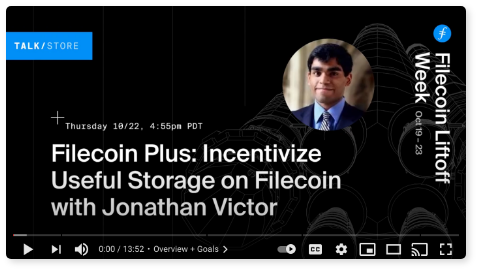 TALK/STORE
Filecoin Liftoff
Week
Oct 19 – 23
Thursday 10/22, 4:55pm PDT
Filecoin Plus: Incentivize
Useful Storage on Filecoin
with Jonathan Victor
0:00 / 13:52 • Overview + Goals >
CC